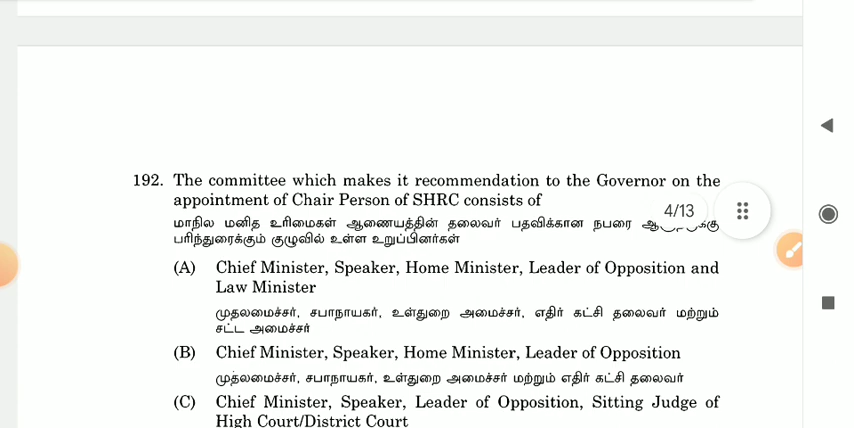 192. The committee which makes it recommendation to the Governor on the
appointment of Chair Person of SHRC consists of
மாநில மனித உரிமைகள் ஆணையத்தின் தலைவர் பதவிக்கான நபரை
பரிந்துரைக்கும் குழுவில் உள்ள உறுப்பினர்கள்
4/13
(A) Chief Minister, Speaker, Home Minister, Leader of Opposition and
Law Minister
முதலமைச்சர், சபாநாயகர், உள்துறை அமைச்சர், எதிர் கட்சி தலைவர் மற்றும்
சட்ட அமைச்சர்
(B) Chief Minister, Speaker, Home Minister, Leader of Opposition
முதலமைச்சர், சபாநாயகர், உள்துறை அமைச்சர் மற்றும் எதிர் கட்சி தலைவர்
(C) Chief Minister, Speaker, Leader of Opposition, Sitting Judge of
High Court/District Court